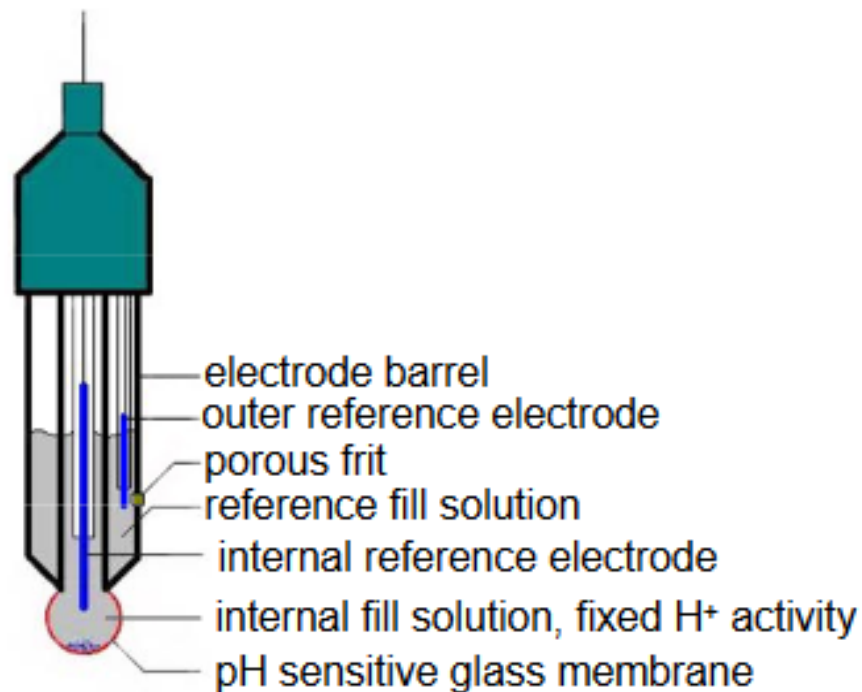 electrode barrel
outer reference electrode
porous frit
reference fill solution
internal reference electrode
internal fill solution, fixed H⁺ activity
pH sensitive glass membrane